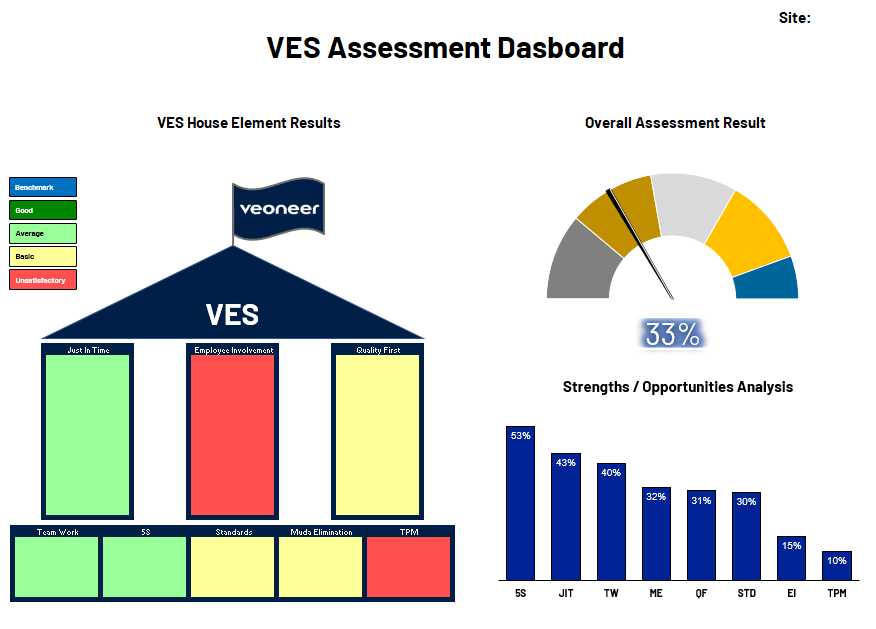 Site:
VES Assessment Dasboard
VES House Element Results
Overall Assessment Result
Benchmark
Good
Average
Basic
Unsatisfactory
veoneer
VES
33%
Just In Time
Employee Involvement
Quality First
Team Work
5S
Standards
Muda Elimination
TPM
Strengths / Opportunities Analysis
53%
43%
40%
32%
31%
30%
15%
10%
5S JIT TW ME QF STD EI TPM